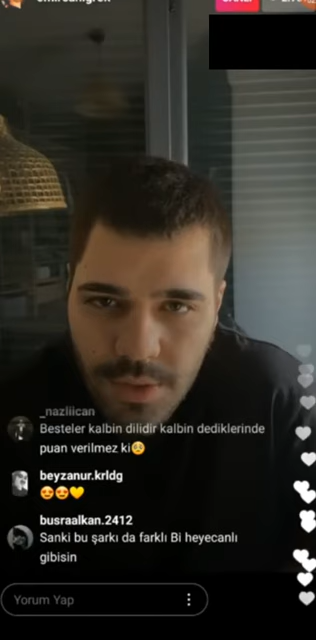 _nazliican
Besteler kalbin dilidir kalbin dediklerinde
puan verilmez ki🥺
beyzanur.krldg
😍😍💛
busraalkan.2412
Sanki bu şarkı da farklı Bi heyecanlı
gibisin
Yorum Yap